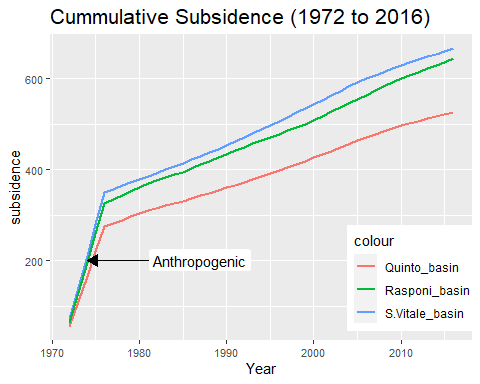 Cummulative Subsidence (1972 to 2016)
600
400
200
subsidence
Anthropogenic
colour
Quinto_basin
Rasponi_basin
S.Vitale_basin
1970 1980 1990 2000 2010
Year